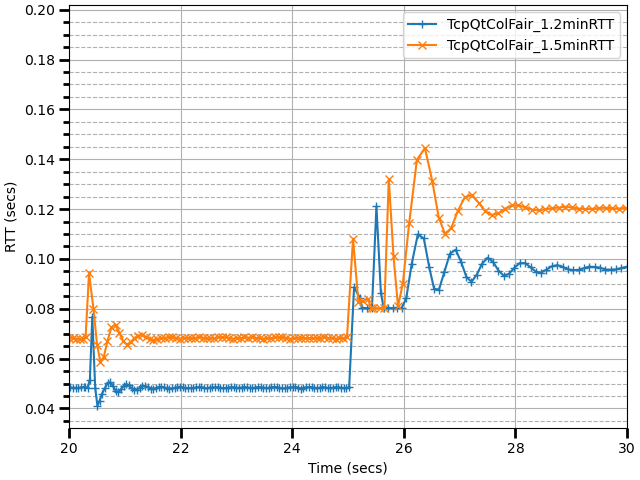 0.20
0.18
0.16
0.14
0.12
0.10
0.08
0.06
0.04
RTT (secs)
TcpQtColFair_1.2minRTT
TcpQtColFair_1.5minRTT
20 22 24 26 28 30
Time (secs)